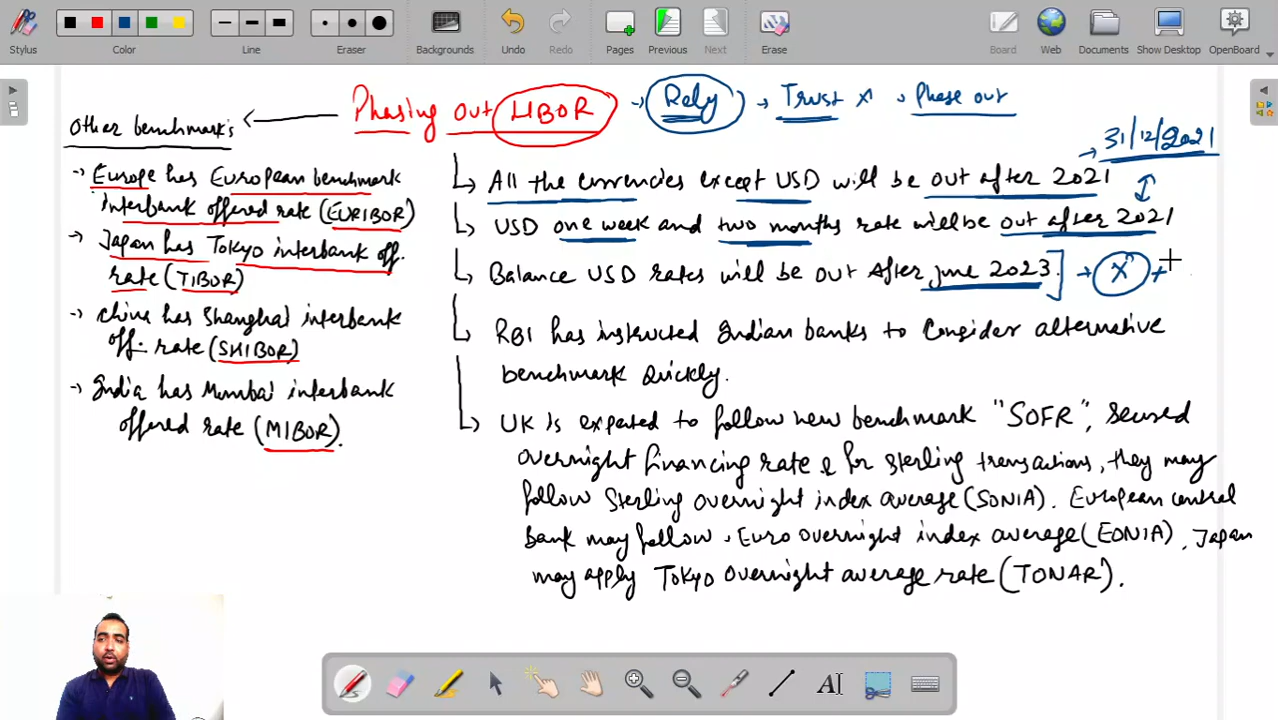 Stylus
Color
Line
Eraser
Backgrounds
Undo
Redo
Pages
Previous
Next
Erase
Board
Web
Documents
Show Desktop
OpenBoard
Phasing out LIBOR → Rely → Trust x → Phase out
Other benchmark's
→ Europe has European benchmark
interbank offered rate (EURIBOR)
→ Japan has Tokyo interbank off.
rate (TIBOR)
→ China has Shanghai interbank
off. rate (SHIBOR)
→ India has Mumbai interbank
offered rate (MIBOR).
→ 31/12/2021
All the currencies except USD will be out after 2021
USD one week and two months rate will be out after 2021
Balance USD rates will be out After june 2023.] → X →
RBI has instructed Indian banks to Consider alternative
benchmark Quickly.
UK is expected to follow new benchmark "SOFR", secured
overnight financing rate & for sterling transactions, they may
follow Sterling overnight index average (SONIA). European central
bank may follow . Euro overnight index average (EONIA). Japan
may apply Tokyo overnight average rate (TONAR).